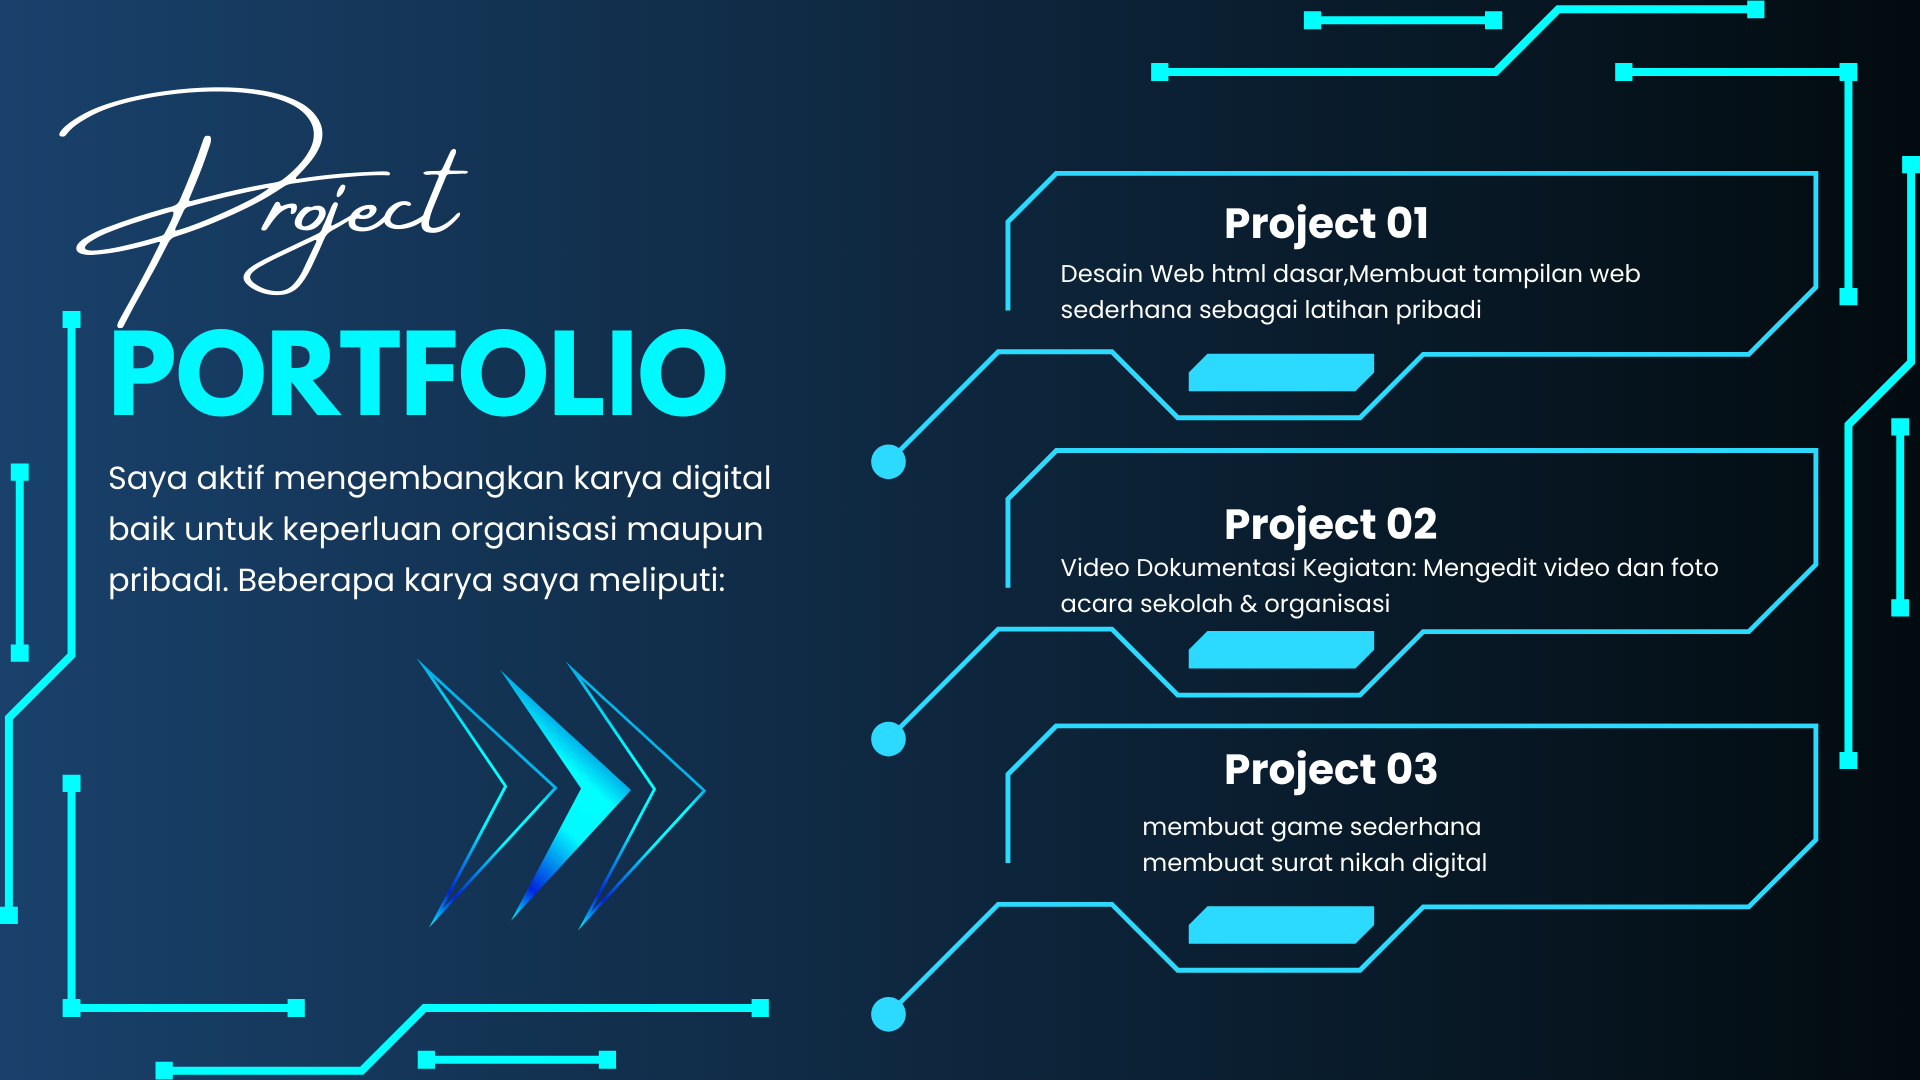 Project
PORTFOLIO
Saya aktif mengembangkan karya digital
baik untuk keperluan organisasi maupun
pribadi. Beberapa karya saya meliputi:
Project 01
Desain Web html dasar,Membuat tampilan web
sederhana sebagai latihan pribadi
Project 02
Video Dokumentasi Kegiatan: Mengedit video dan foto
acara sekolah & organisasi
Project 03
membuat game sederhana
membuat surat nikah digital